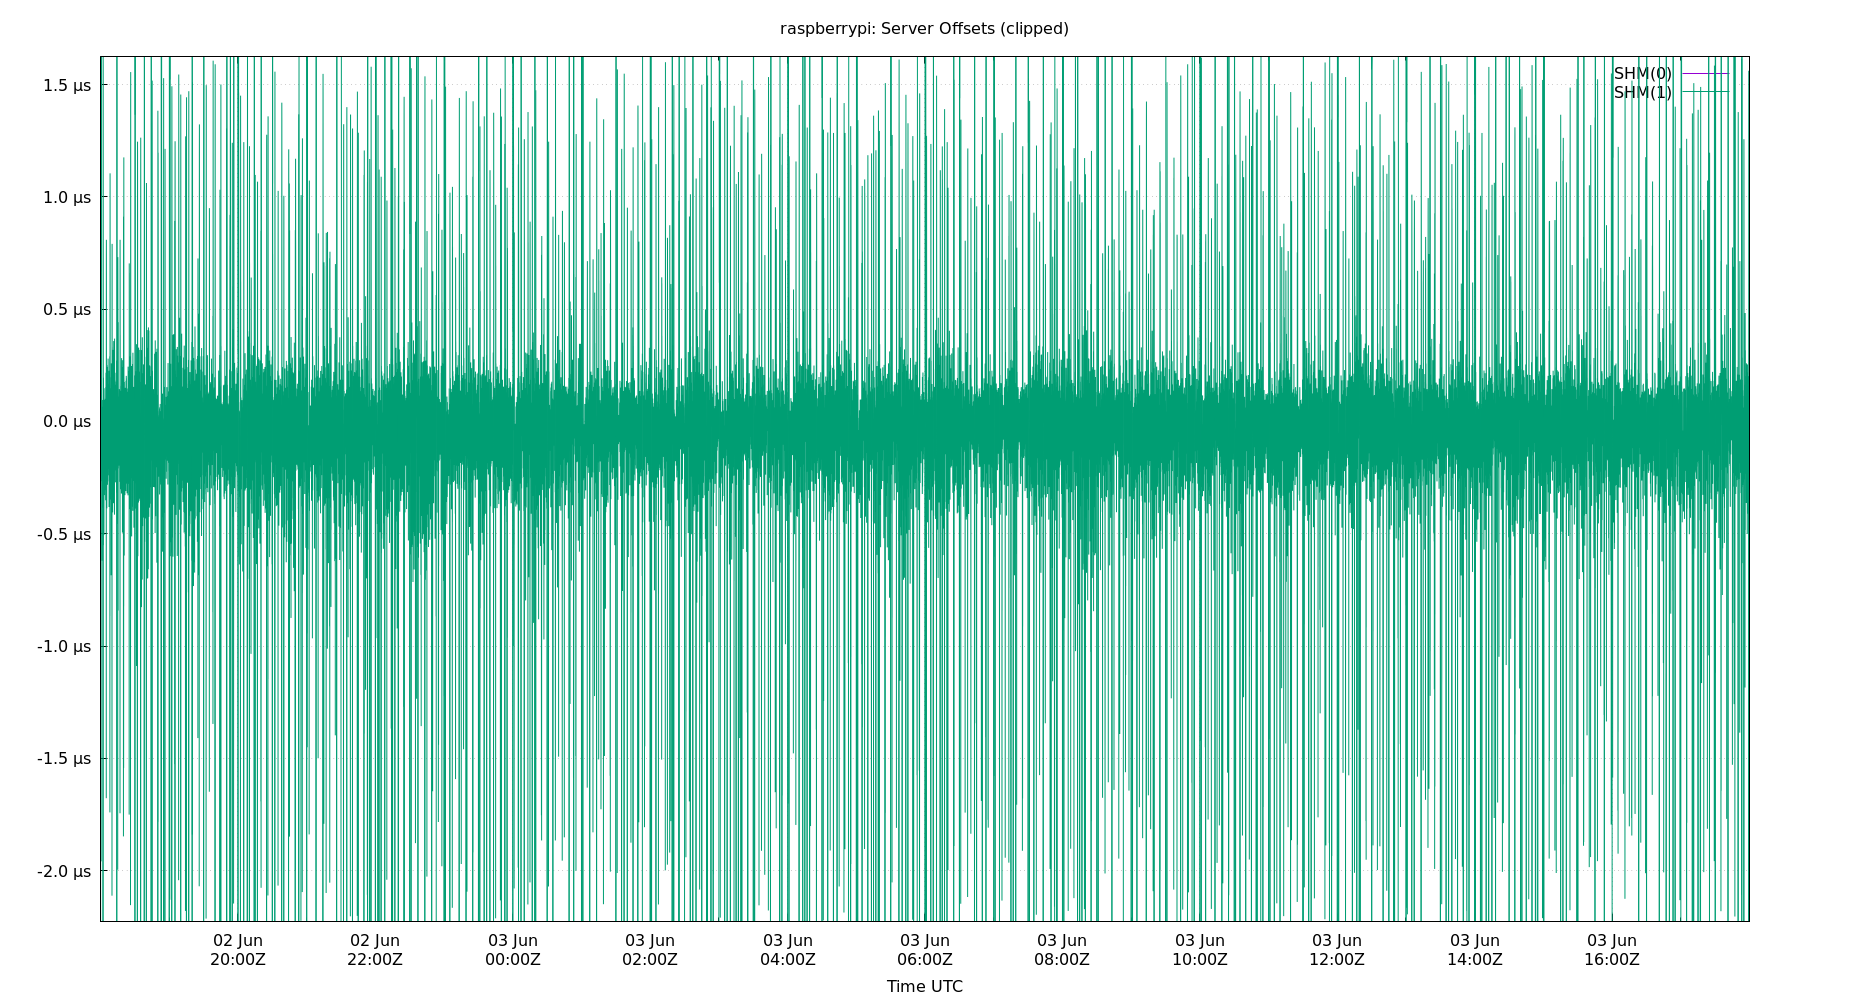 raspberrypi: Server Offsets (clipped)
SHM(0)
SHM(1)
1.5 µs
1.0 µs
0.5 µs
0.0 µs
-0.5 µs
-1.0 µs
-1.5 µs
-2.0 µs
02 Jun 02 Jun 03 Jun 03 Jun 03 Jun 03 Jun 03 Jun 03 Jun 03 Jun 03 Jun 03 Jun
20:00Z 22:00Z 00:00Z 02:00Z 04:00Z 06:00Z 08:00Z 10:00Z 12:00Z 14:00Z 16:00Z
Time UTC